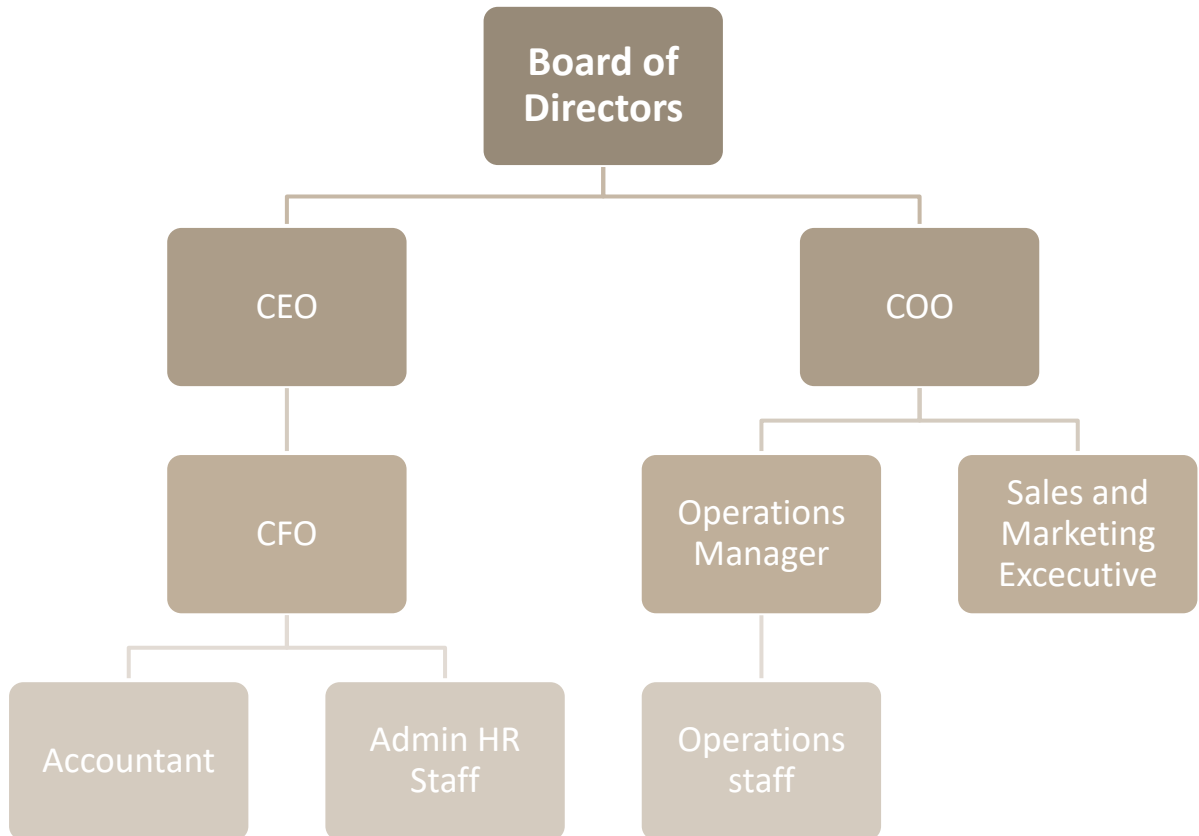 Board of
Directors
CEO
COO
CFO
Operations
Manager
Sales and
Marketing
Excecutive
Accountant
Admin HR
Staff
Operations
staff